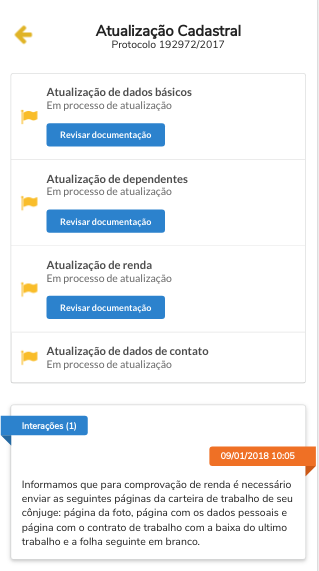 Atualização Cadastral
Protocolo 192972/2017
Atualização de dados básicos
Em processo de atualização
Revisar documentação
Atualização de dependentes
Em processo de atualização
Revisar documentação
Atualização de renda
Em processo de atualização
Revisar documentação
Atualização de dados de contato
Em processo de atualização
Interações (1)
09/01/2018 10:05
Informamos que para comprovação de renda é necessário
enviar as seguintes páginas da carteira de trabalho de seu
cônjuge: página da foto, página com os dados pessoais e
página com o contrato de trabalho com a baixa do ultimo
trabalho e a folha seguinte em branco.